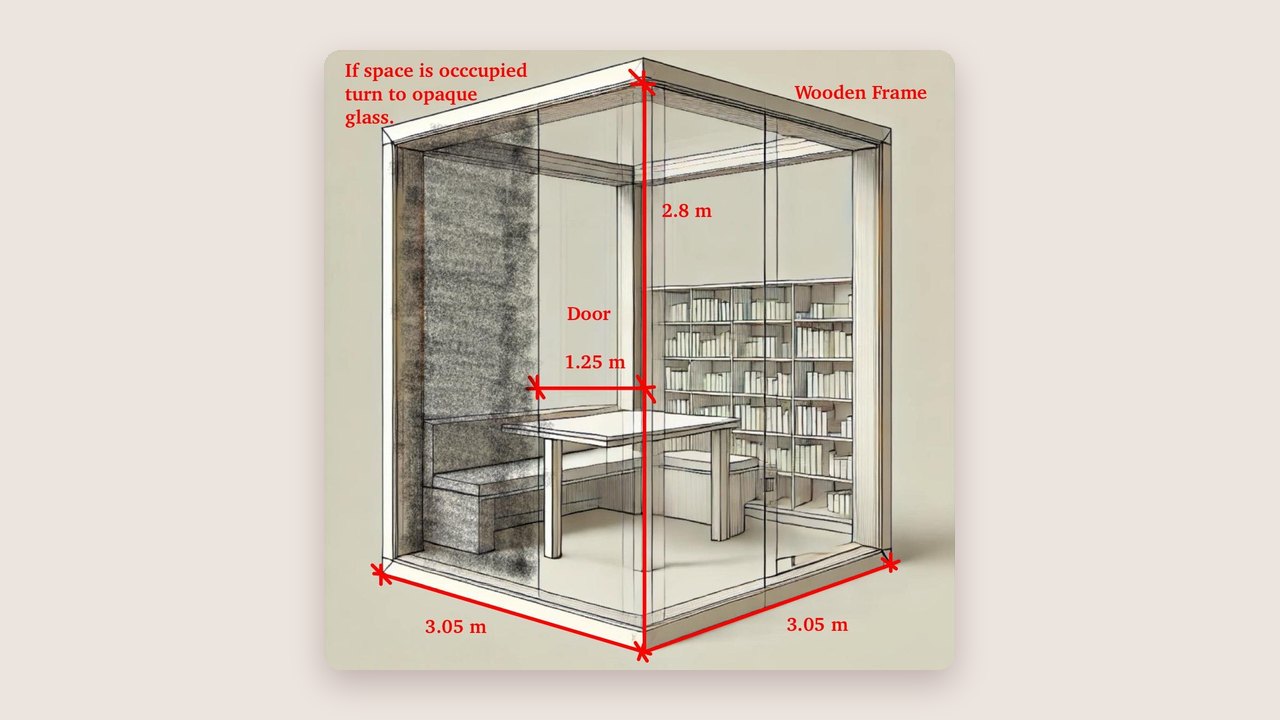 If space is occcupied
turn to opaque
glass.
Wooden Frame
2.8 m
Door
1.25 m
3.05 m
3.05 m